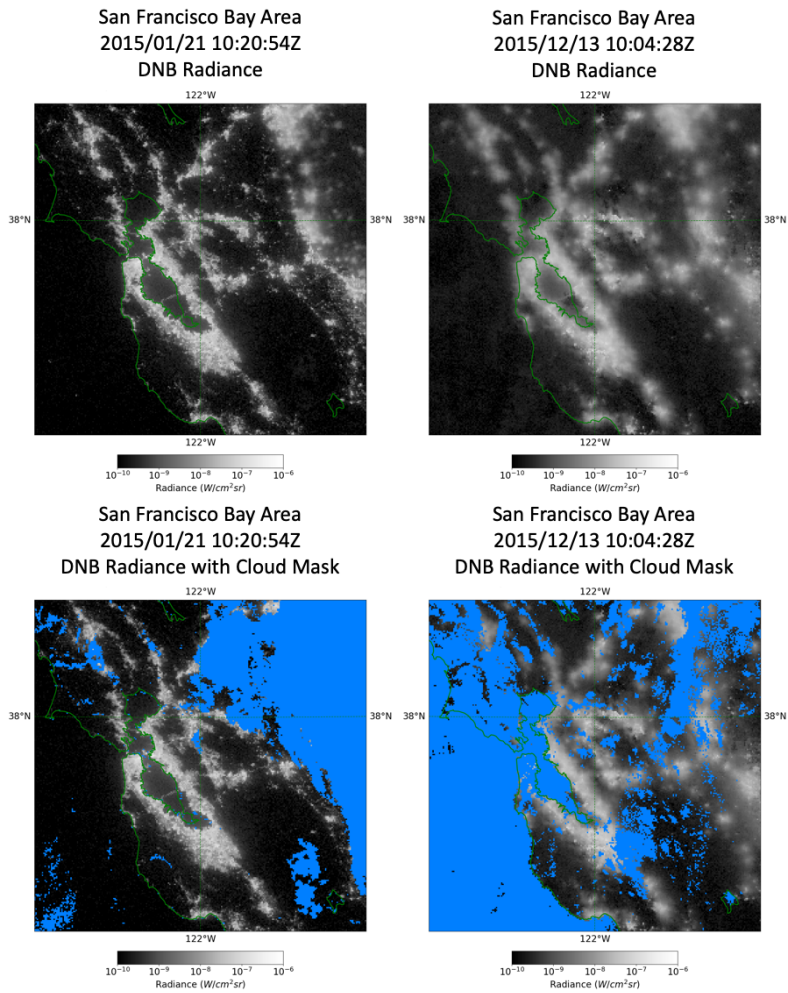 San Francisco Bay Area
2015/01/21 10:20:54Z
DNB Radiance
122°W
38°N
122°W
10⁻¹⁰ 10⁻⁹ 10⁻⁸ 10⁻⁷ 10⁻⁶
Radiance (W/cm²sr)
San Francisco Bay Area
2015/12/13 10:04:28Z
DNB Radiance
122°W
38°N
122°W
10⁻¹⁰ 10⁻⁹ 10⁻⁸ 10⁻⁷ 10⁻⁶
Radiance (W/cm²sr)
San Francisco Bay Area
2015/01/21 10:20:54Z
DNB Radiance with Cloud Mask
122°W
38°N
122°W
10⁻¹⁰ 10⁻⁹ 10⁻⁸ 10⁻⁷ 10⁻⁶
Radiance (W/cm²sr)
San Francisco Bay Area
2015/12/13 10:04:28Z
DNB Radiance with Cloud Mask
122°W
38°N
122°W
10⁻¹⁰ 10⁻⁹ 10⁻⁸ 10⁻⁷ 10⁻⁶
Radiance (W/cm²sr)